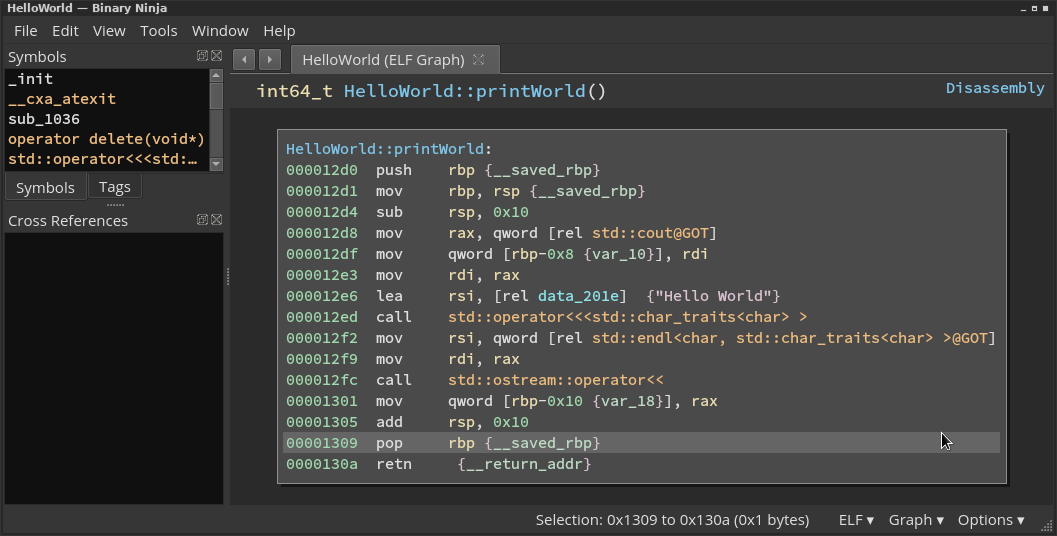 HelloWorld — Binary Ninja
File Edit View Tools Window Help
Symbols
_init
__cxa_atexit
sub_1036
operator delete(void*)
std::operator<<<std:…
Symbols Tags
Cross References
HelloWorld (ELF Graph)
int64_t HelloWorld::printWorld()
Disassembly
HelloWorld::printWorld:
000012d0 push rbp {__saved_rbp}
000012d1 mov rbp, rsp {__saved_rbp}
000012d4 sub rsp, 0x10
000012d8 mov rax, qword [rel std::cout@GOT]
000012df mov qword [rbp-0x8 {var_10}], rdi
000012e3 mov rdi, rax
000012e6 lea rsi, [rel data_201e] {"Hello World"}
000012ed call std::operator<<<std::char_traits<char> >
000012f2 mov rsi, qword [rel std::endl<char, std::char_traits<char> >@GOT]
000012f9 mov rdi, rax
000012fc call std::ostream::operator<<
00001301 mov qword [rbp-0x10 {var_18}], rax
00001305 add rsp, 0x10
00001309 pop rbp {__saved_rbp}
0000130a retn {__return_addr}
Selection: 0x1309 to 0x130a (0x1 bytes) ELF ▾ Graph ▾ Options ▾